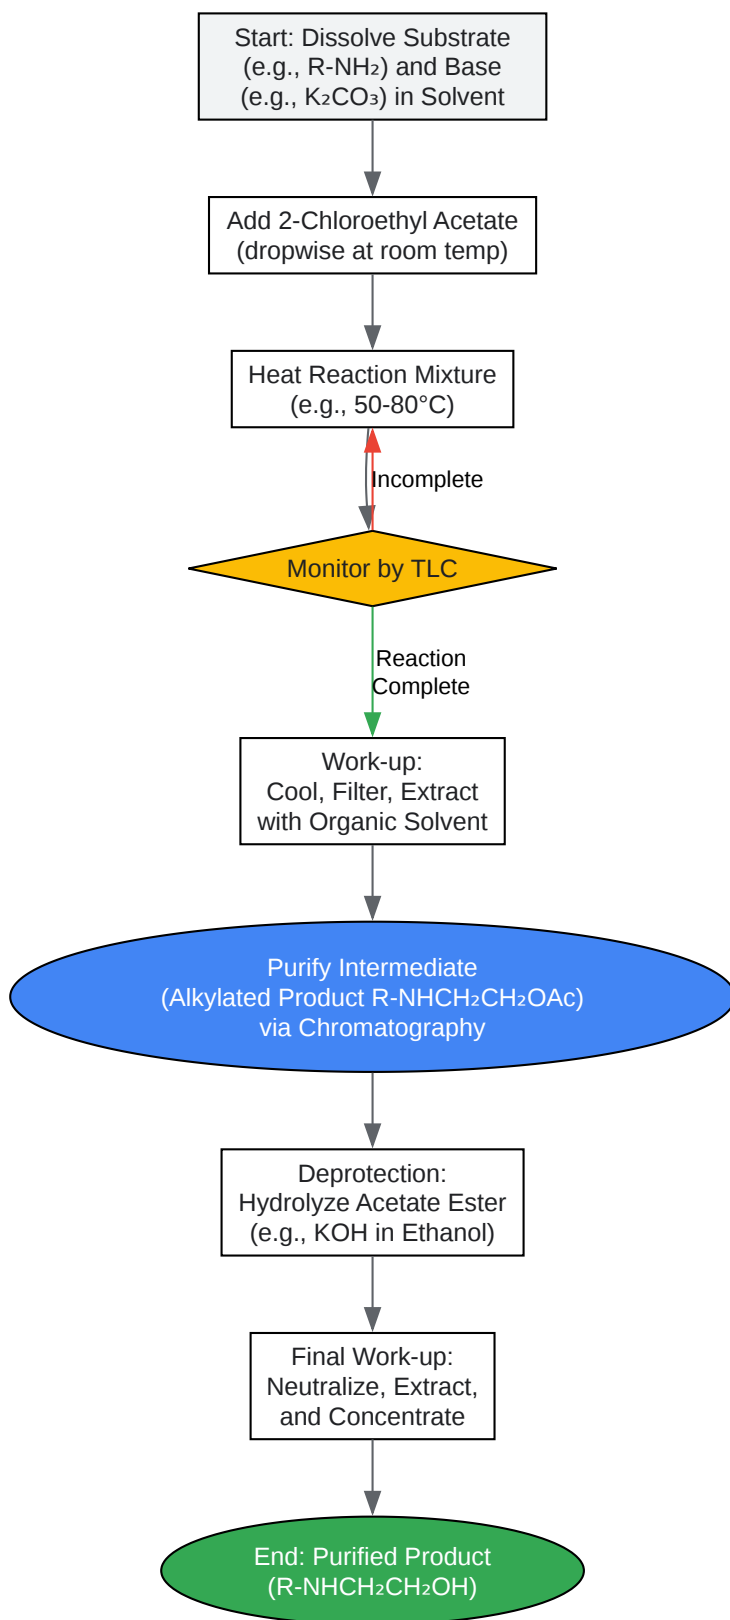 Start: Dissolve Substrate
(e.g., R-NH₂) and Base
(e.g., K₂CO₃) in Solvent
Add 2-Chloroethyl Acetate
(dropwise at room temp)
Heat Reaction Mixture
(e.g., 50-80°C)
Incomplete
Monitor by TLC
Reaction
Complete
Work-up:
Cool, Filter, Extract
with Organic Solvent
Purify Intermediate
(Alkylated Product R-NHCH₂CH₂OAc)
via Chromatography
Deprotection:
Hydrolyze Acetate Ester
(e.g., KOH in Ethanol)
Final Work-up:
Neutralize, Extract,
and Concentrate
End: Purified Product
(R-NHCH₂CH₂OH)